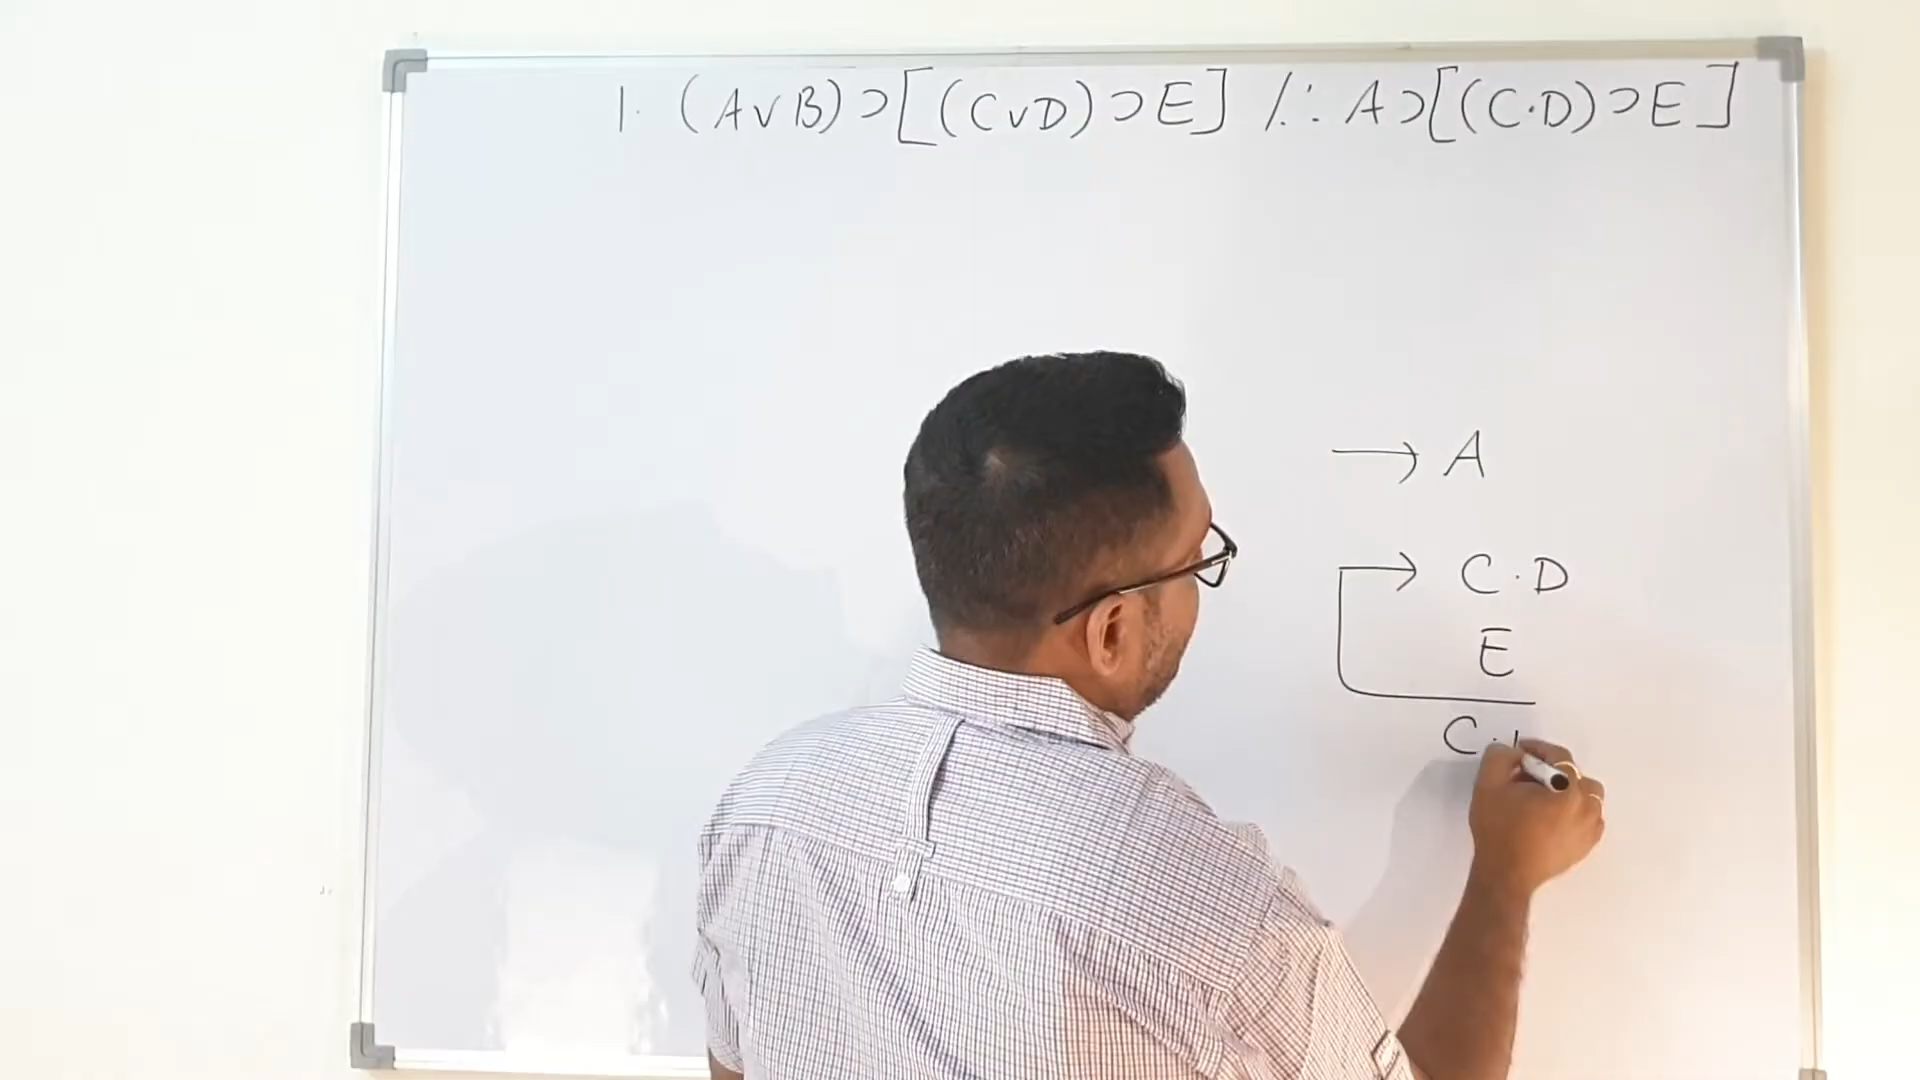 1. (A ∨ B) ⊃ [(C ∨ D) ⊃ E] /∴ A ⊃ [(C · D) ⊃ E]
→ A
→ C · D
E
C ·